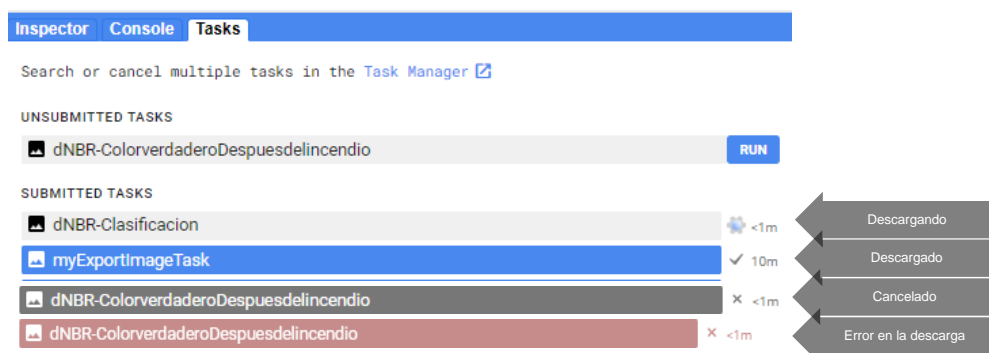 Inspector Console Tasks
Search or cancel multiple tasks in the Task Manager
UNSUBMITTED TASKS
dNBR-ColorverdaderoDespuesdelincendio RUN
SUBMITTED TASKS
dNBR-Clasificacion <1m Descargando
myExportImageTask 10m Descargado
dNBR-ColorverdaderoDespuesdelincendio <1m Cancelado
dNBR-ColorverdaderoDespuesdelincendio <1m Error en la descarga